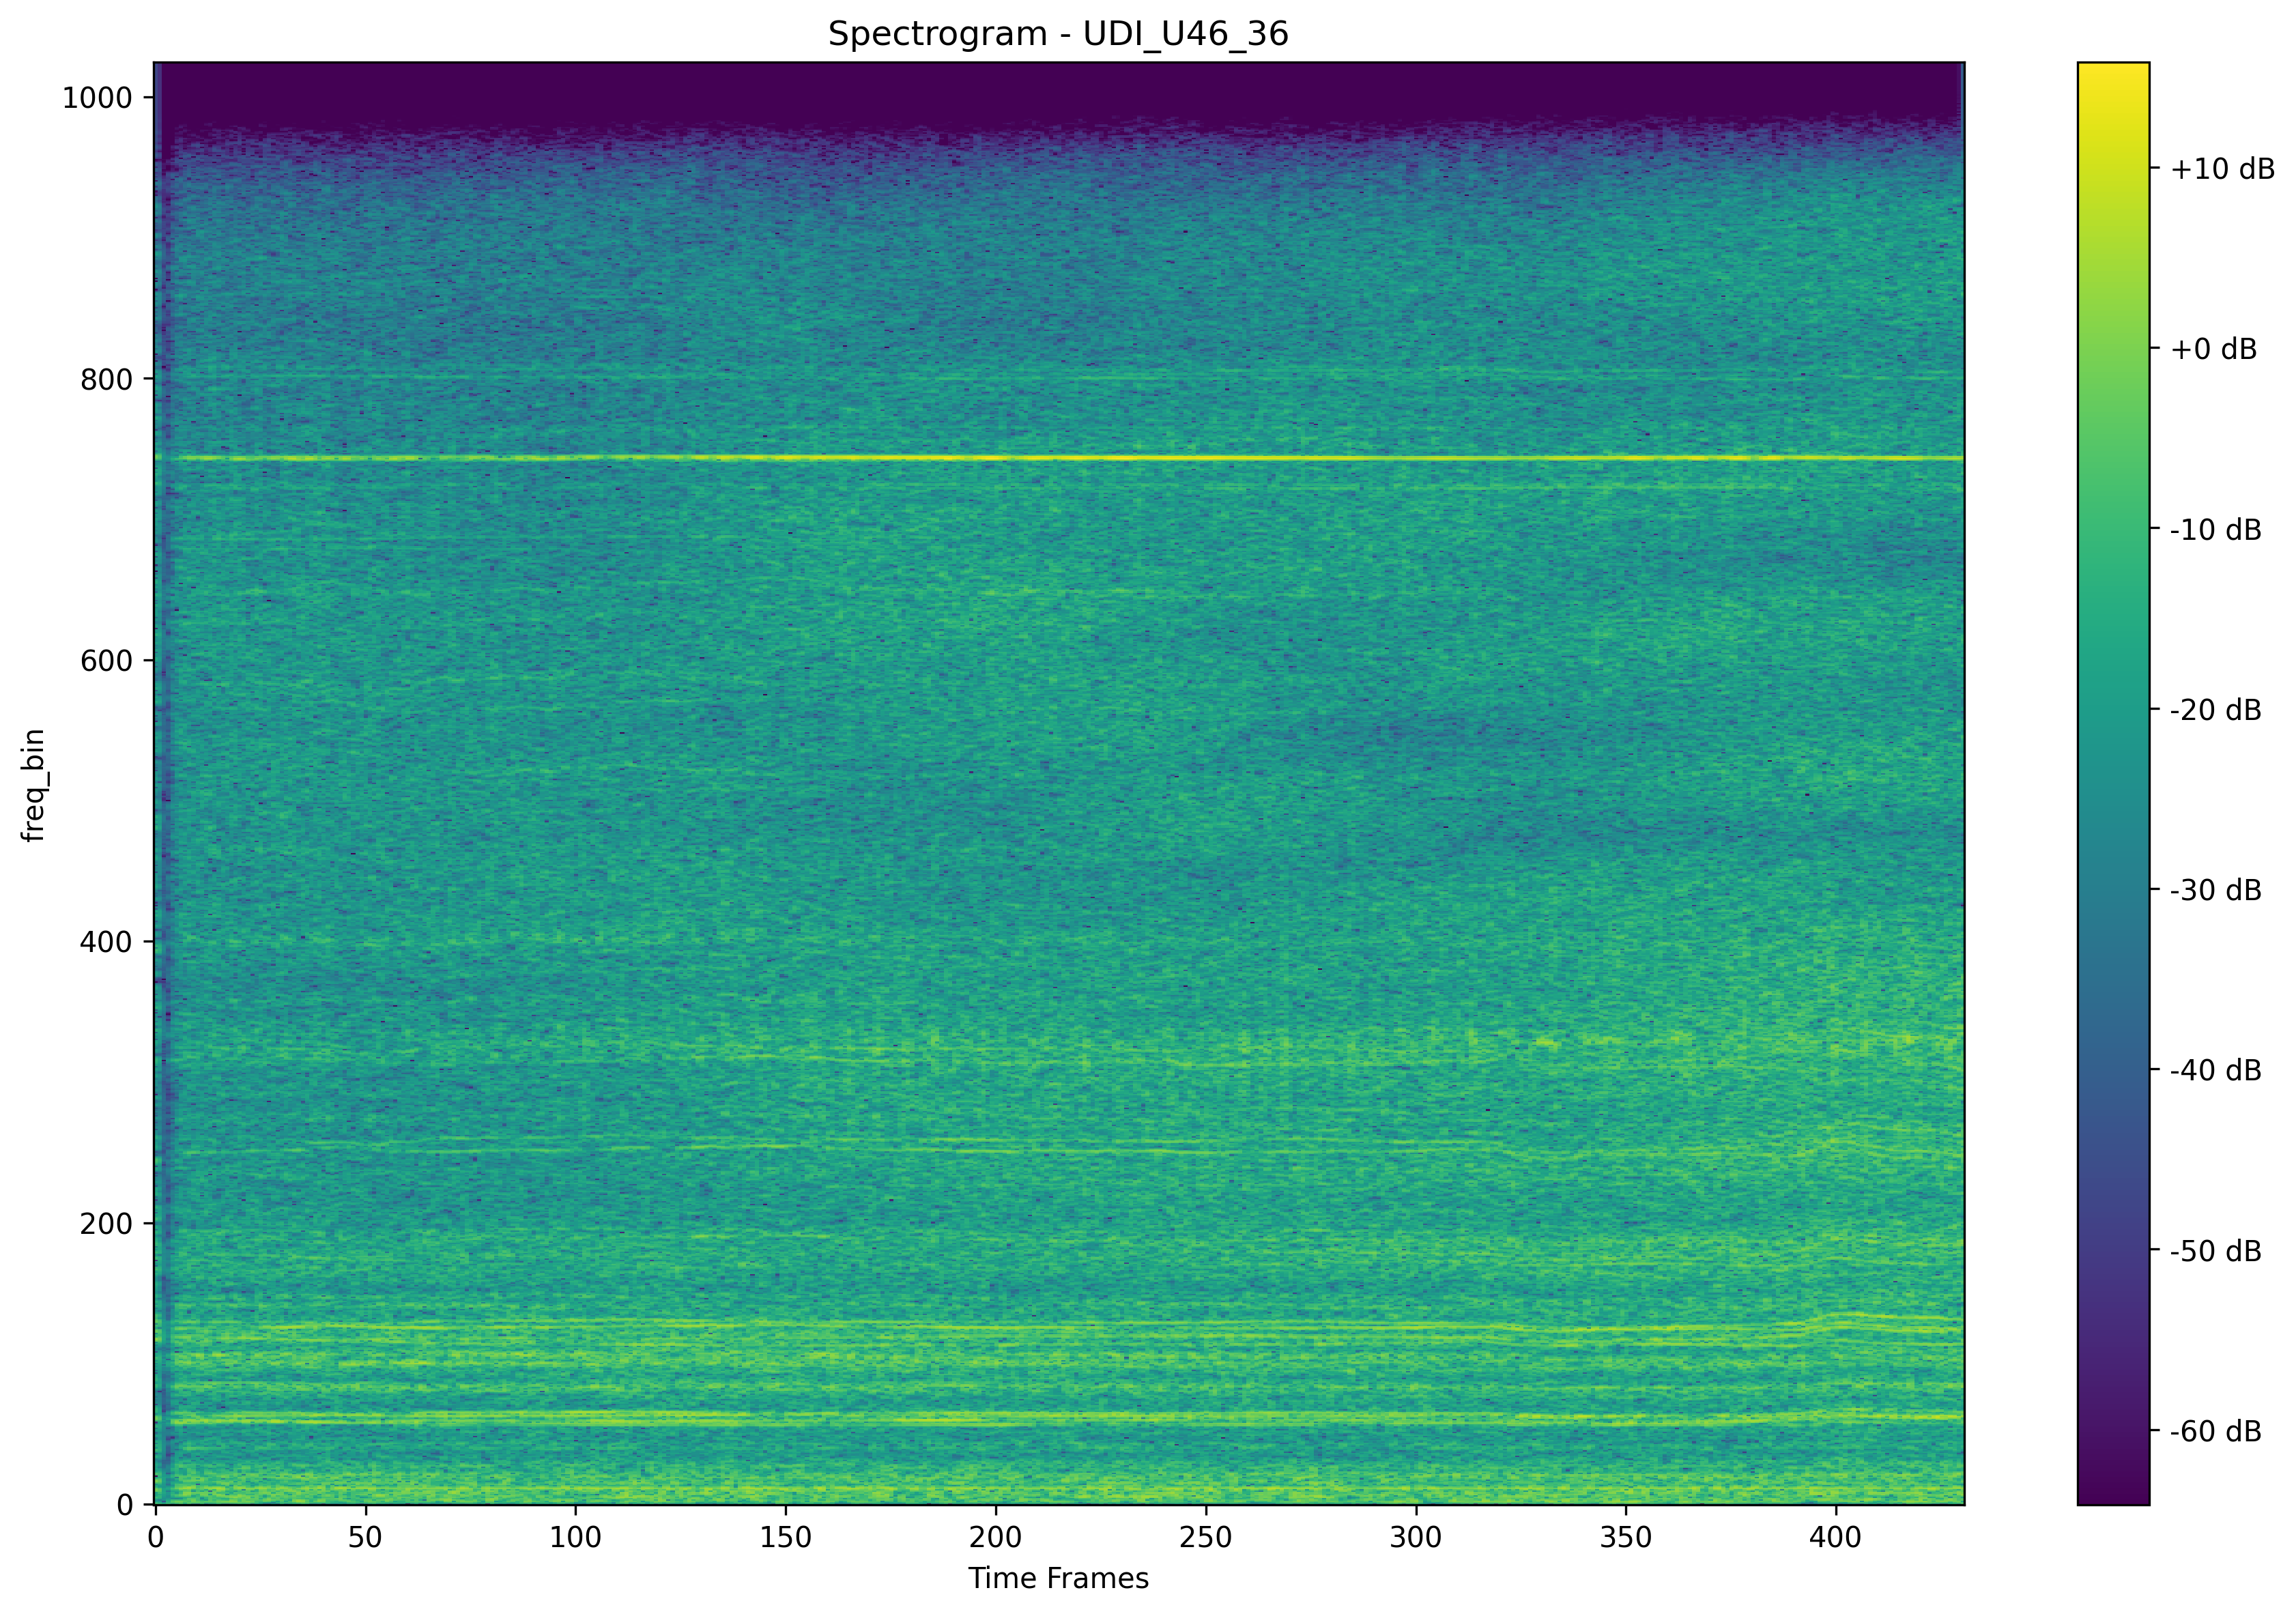 Spectrogram - UDI_U46_36
1000
800
600
400
200
0
freq_bin
0 50 100 150 200 250 300 350 400
Time Frames
+10 dB
+0 dB
-10 dB
-20 dB
-30 dB
-40 dB
-50 dB
-60 dB